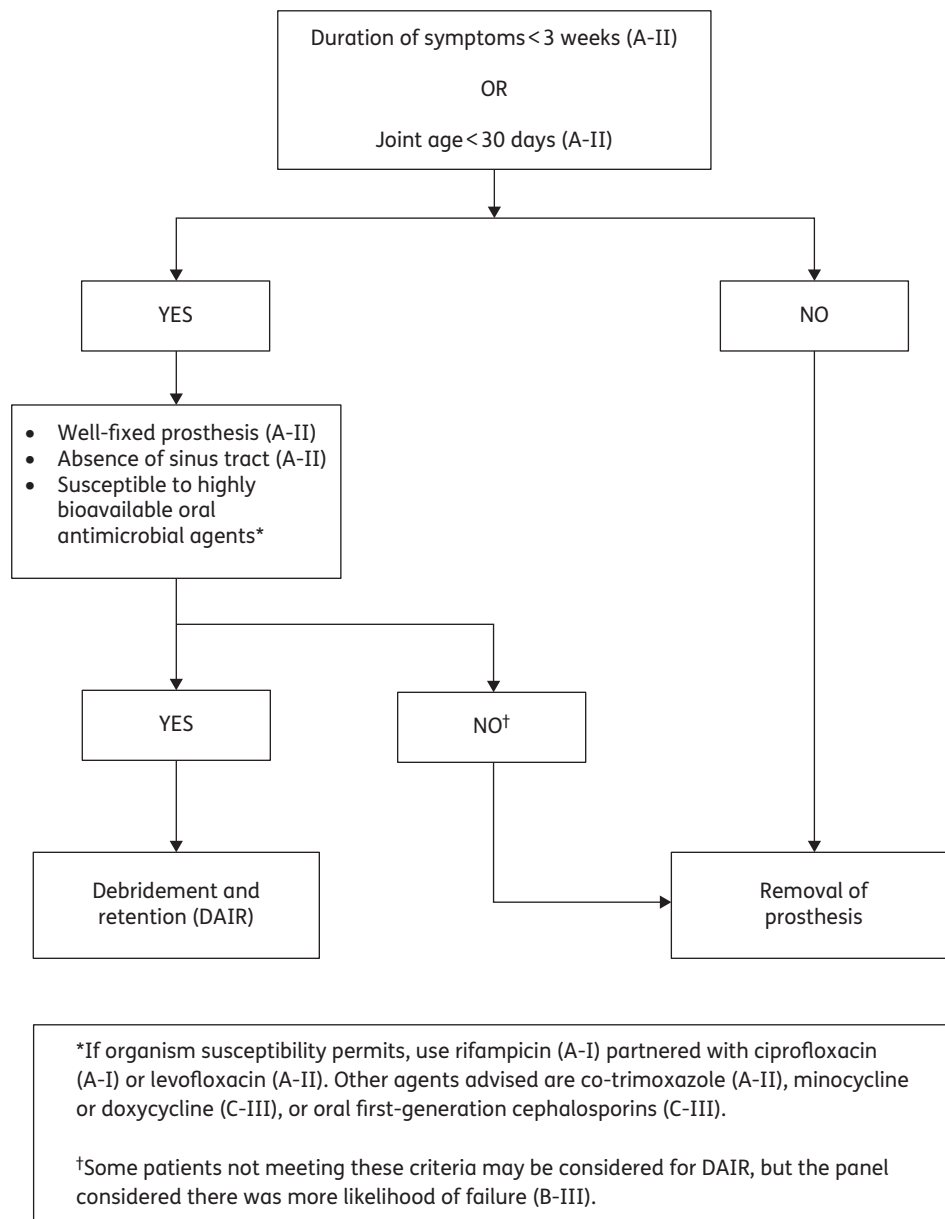 Duration of symptoms<3 weeks (A-II)
OR
Joint age<30 days (A-II)
YES
NO
• Well-fixed prosthesis (A-II)
• Absence of sinus tract (A-II)
• Susceptible to highly
bioavailable oral
antimicrobial agents*
YES
NO†
Debridement and
retention (DAIR)
Removal of
prosthesis
*If organism susceptibility permits, use rifampicin (A-I) partnered with ciprofloxacin
(A-I) or levofloxacin (A-II). Other agents advised are co-trimoxazole (A-II), minocycline
or doxycycline (C-III), or oral first-generation cephalosporins (C-III).
†Some patients not meeting these criteria may be considered for DAIR, but the panel
considered there was more likelihood of failure (B-III).